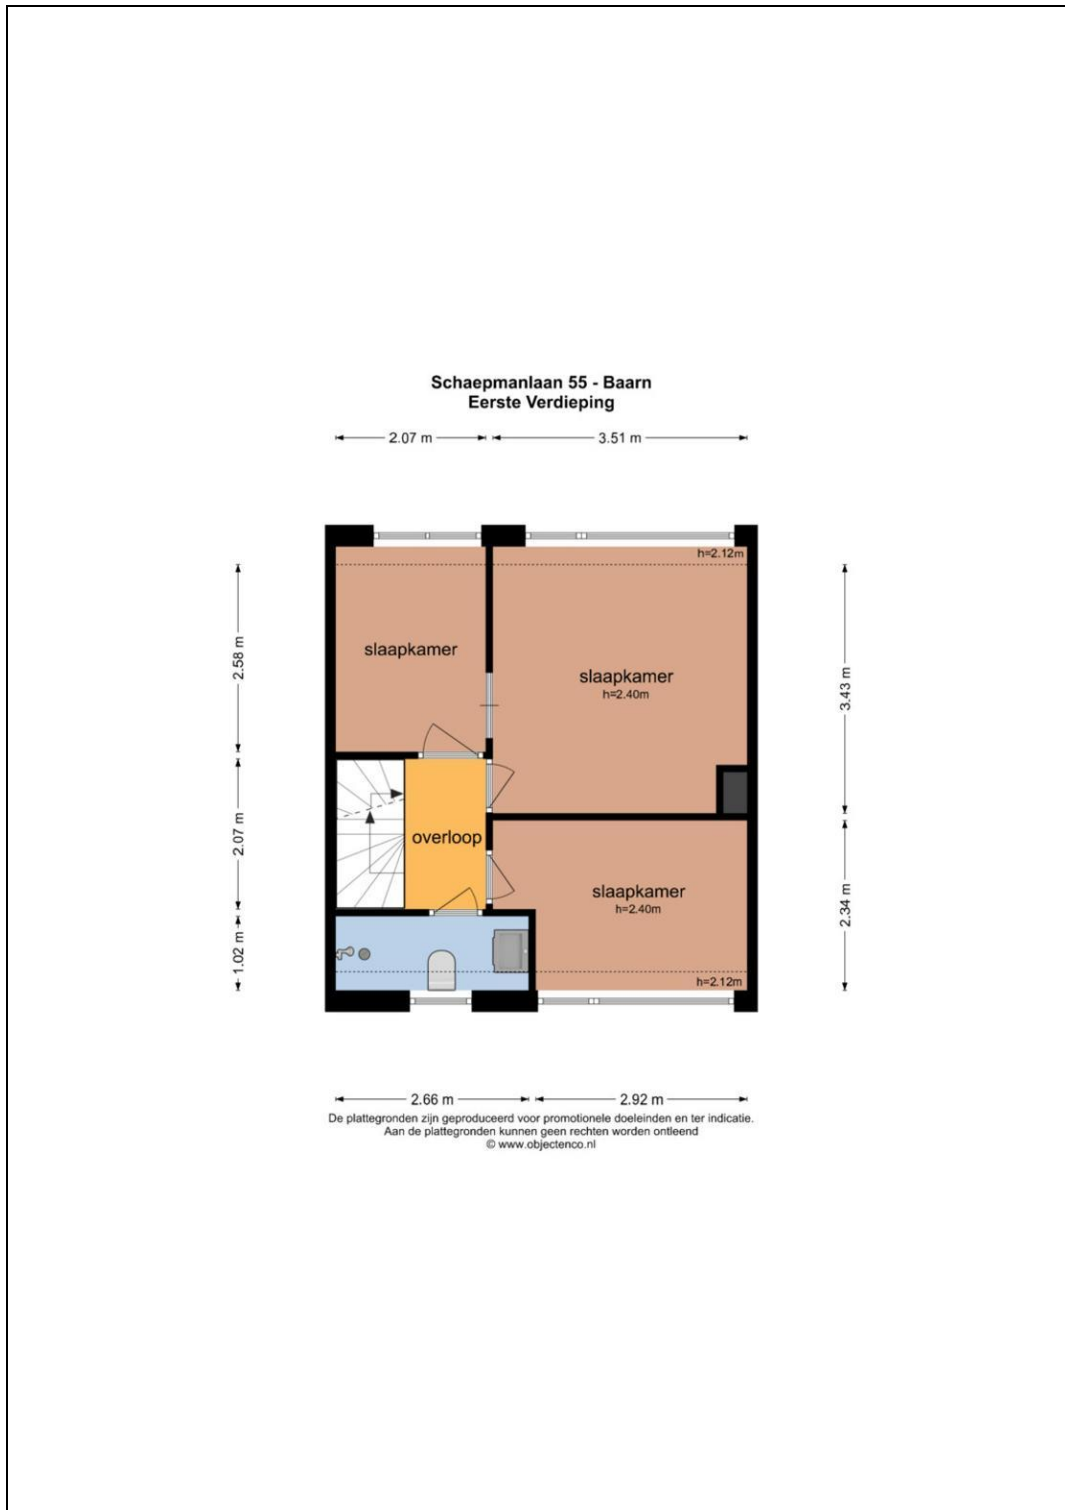 Schaepmanlaan 55 - Baarn
Eerste Verdieping
2.07 m
3.51 m
h=2.12m
2.58 m
slaapkamer
slaapkamer
h=2.40m
3.43 m
2.07 m
overloop
slaapkamer
h=2.40m
2.34 m
1.02 m
h=2.12m
2.66 m
2.92 m
De plattegronden zijn geproduceerd voor promotionele doeleinden en ter indicatie.
Aan de plattegronden kunnen geen rechten worden ontleend
© www.objectenco.nl